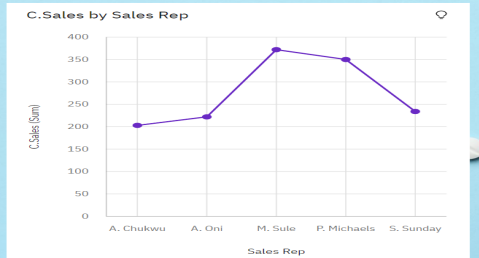 C.Sales by Sales Rep
C.Sales (Sum)
400
350
300
250
200
150
100
50
0
A. Chukwu A. Oni M. Sule P. Michaels S. Sunday
Sales Rep